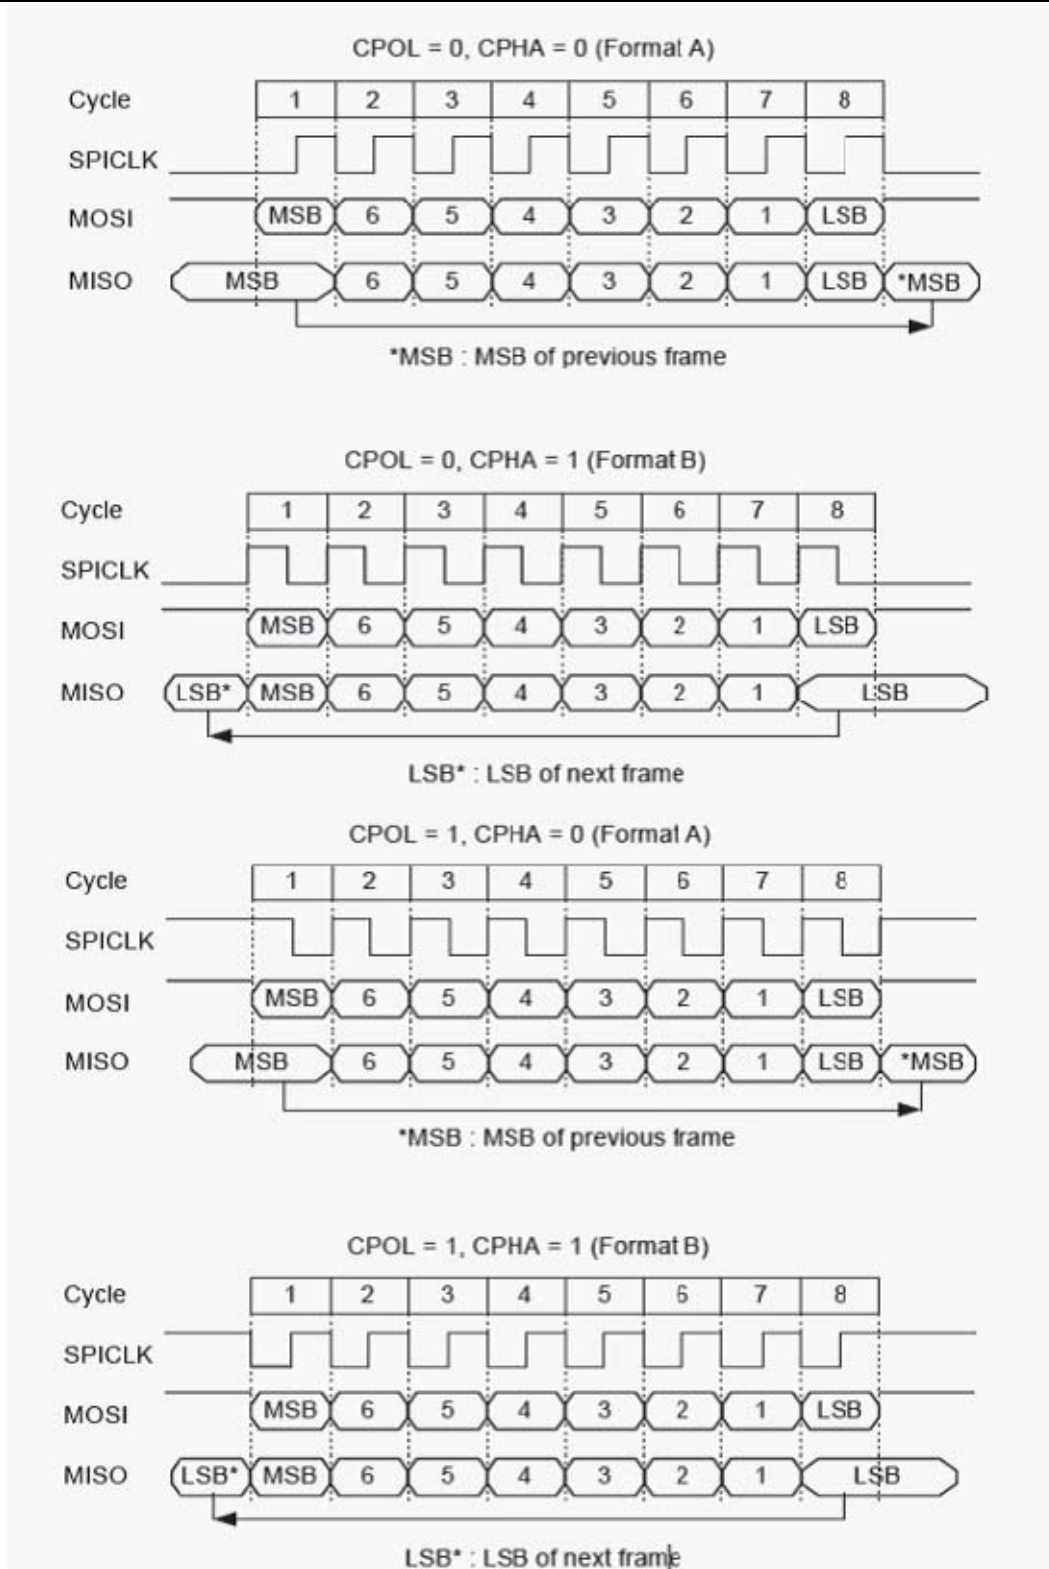 CPOL = 0, CPHA = 0 (Format A)
Cycle 1 2 3 4 5 6 7 8
SPICLK
MOSI MSB 6 5 4 3 2 1 LSB
MISO MSB 6 5 4 3 2 1 LSB *MSB
*MSB : MSB of previous frame
CPOL = 0, CPHA = 1 (Format B)
Cycle 1 2 3 4 5 6 7 8
SPICLK
MOSI MSB 6 5 4 3 2 1 LSB
MISO LSB* MSB 6 5 4 3 2 1 LSB
LSB* : LSB of next frame
CPOL = 1, CPHA = 0 (Format A)
Cycle 1 2 3 4 5 6 7 8
SPICLK
MOSI MSB 6 5 4 3 2 1 LSB
MISO MSB 6 5 4 3 2 1 LSB *MSB
*MSB : MSB of previous frame
CPOL = 1, CPHA = 1 (Format B)
Cycle 1 2 3 4 5 6 7 8
SPICLK
MOSI MSB 6 5 4 3 2 1 LSB
MISO LSB* MSB 6 5 4 3 2 1 LSB
LSB* : LSB of next frame